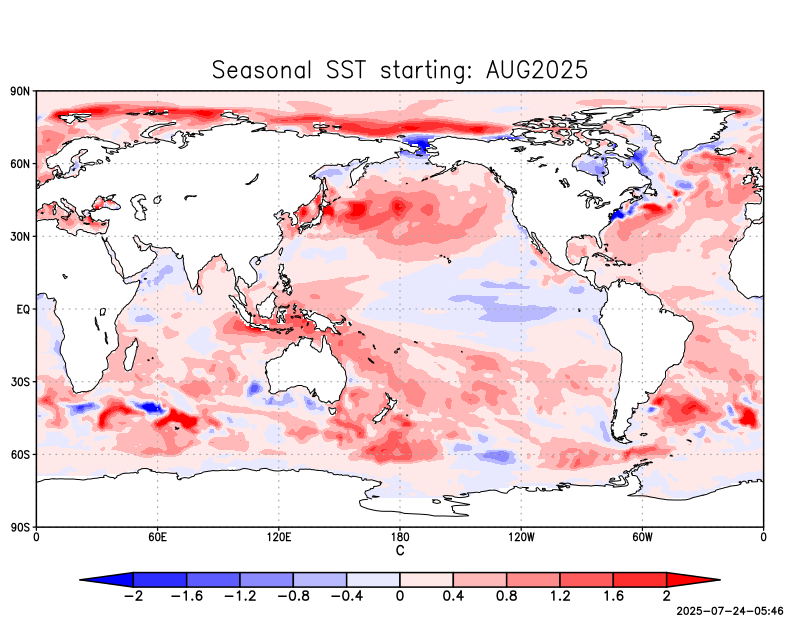 Seasonal SST starting: AUG2025
90N
60N
30N
EQ
30S
60S
90S
0 60E 120E 180 120W 60W 0
C
-2 -1.6 -1.2 -0.8 -0.4 0 0.4 0.8 1.2 1.6 2
2025-07-24-05:46